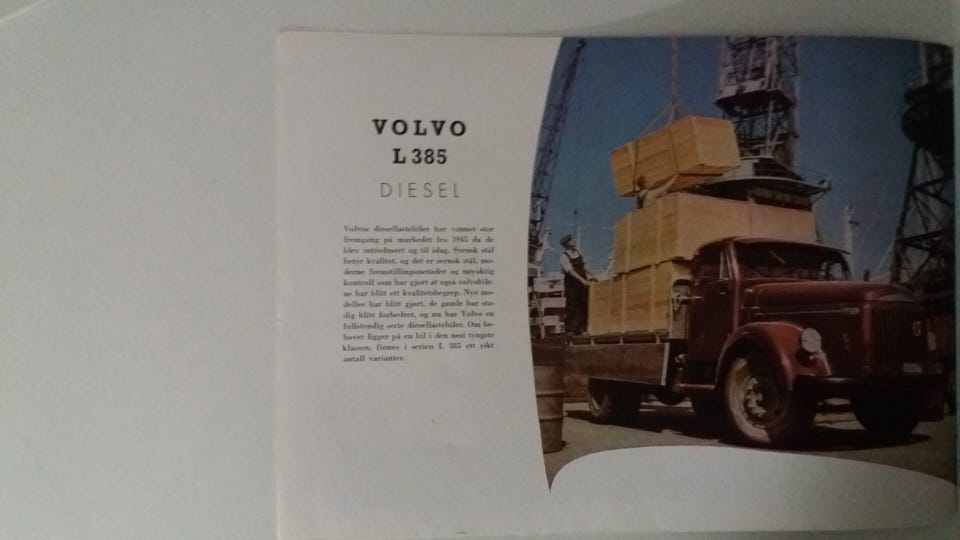 VOLVO
L 385
DIESEL
Volvos diesellastebiler har vunnet stor
fremgang på markedet fra 1945 da de
blev introdusert og til idag. Svensk stål
betyr kvalitet, og det er svensk stål, mo-
derne fremstillingsmetoder og nøyaktig
kontroll som har gjort at også volvobile-
ne har blitt ett kvalitetsbegrep. Nye mo-
deller har blitt gjort, de gamle har sta-
dig blitt forbedret, og nu har Volvo en
fullstendig serie diesellastebiler. Om be-
hovet ligger på en bil i den nest tyngste
klassen, finnes i serien L 385 ett rikt
antall varianter.